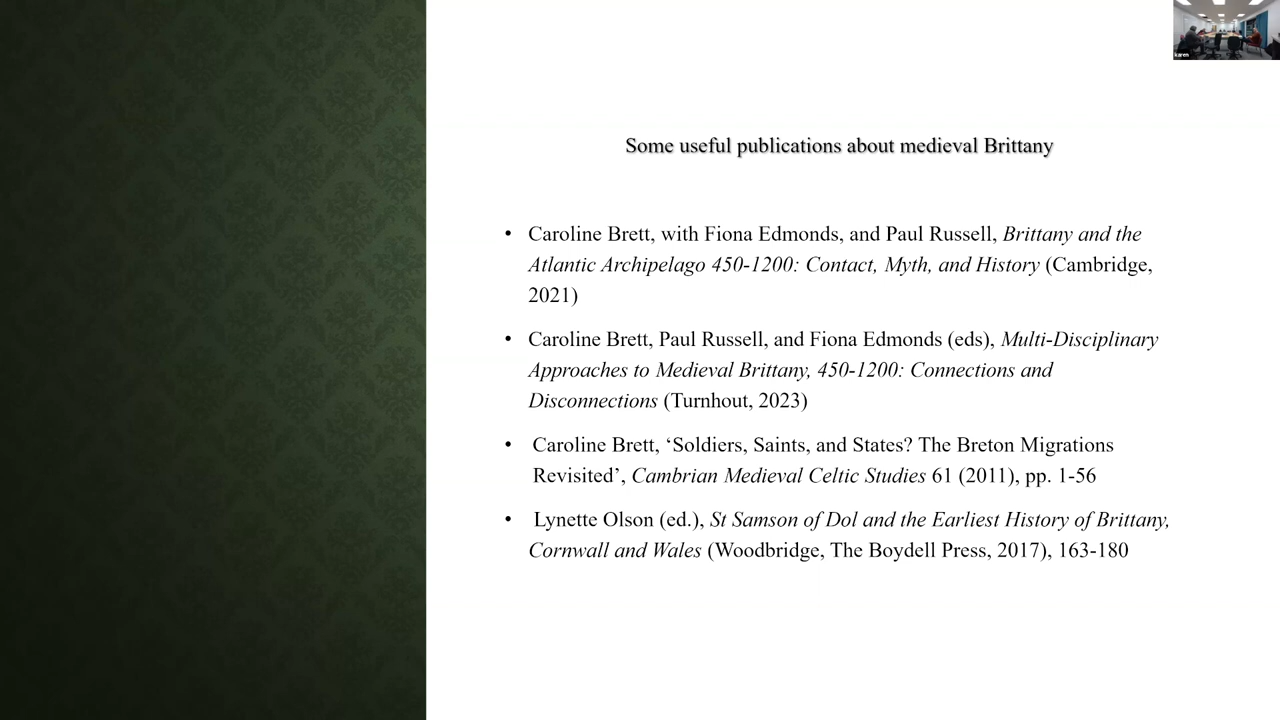 karen
Some useful publications about medieval Brittany
• Caroline Brett, with Fiona Edmonds, and Paul Russell, Brittany and the
Atlantic Archipelago 450-1200: Contact, Myth, and History (Cambridge,
2021)
• Caroline Brett, Paul Russell, and Fiona Edmonds (eds), Multi-Disciplinary
Approaches to Medieval Brittany, 450-1200: Connections and
Disconnections (Turnhout, 2023)
• Caroline Brett, ‘Soldiers, Saints, and States? The Breton Migrations
Revisited’, Cambrian Medieval Celtic Studies 61 (2011), pp. 1-56
• Lynette Olson (ed.), St Samson of Dol and the Earliest History of Brittany,
Cornwall and Wales (Woodbridge, The Boydell Press, 2017), 163-180